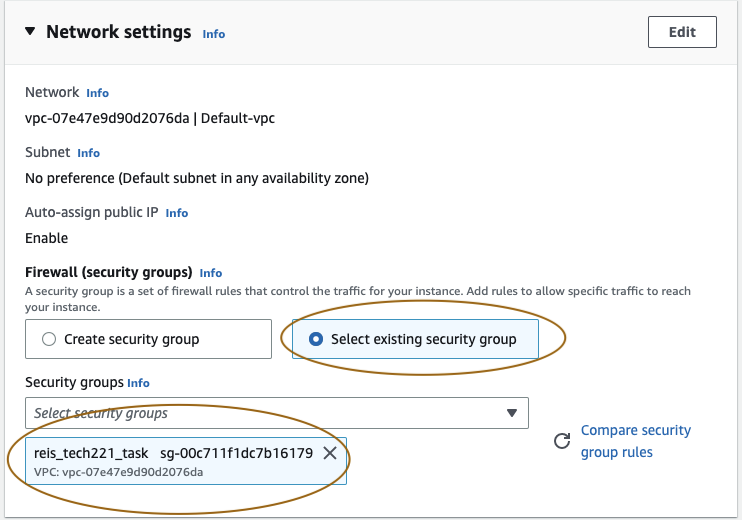 Network settings Info
Edit
Network Info
vpc-07e47e9d90d2076da | Default-vpc
Subnet Info
No preference (Default subnet in any availability zone)
Auto-assign public IP Info
Enable
Firewall (security groups) Info
A security group is a set of firewall rules that control the traffic for your instance. Add rules to allow specific traffic to reach
your instance.
Create security group
Select existing security group
Security groups Info
Select security groups
Compare security
group rules
reis_tech221_task sg-00c711f1dc7b16179
VPC: vpc-07e47e9d90d2076da